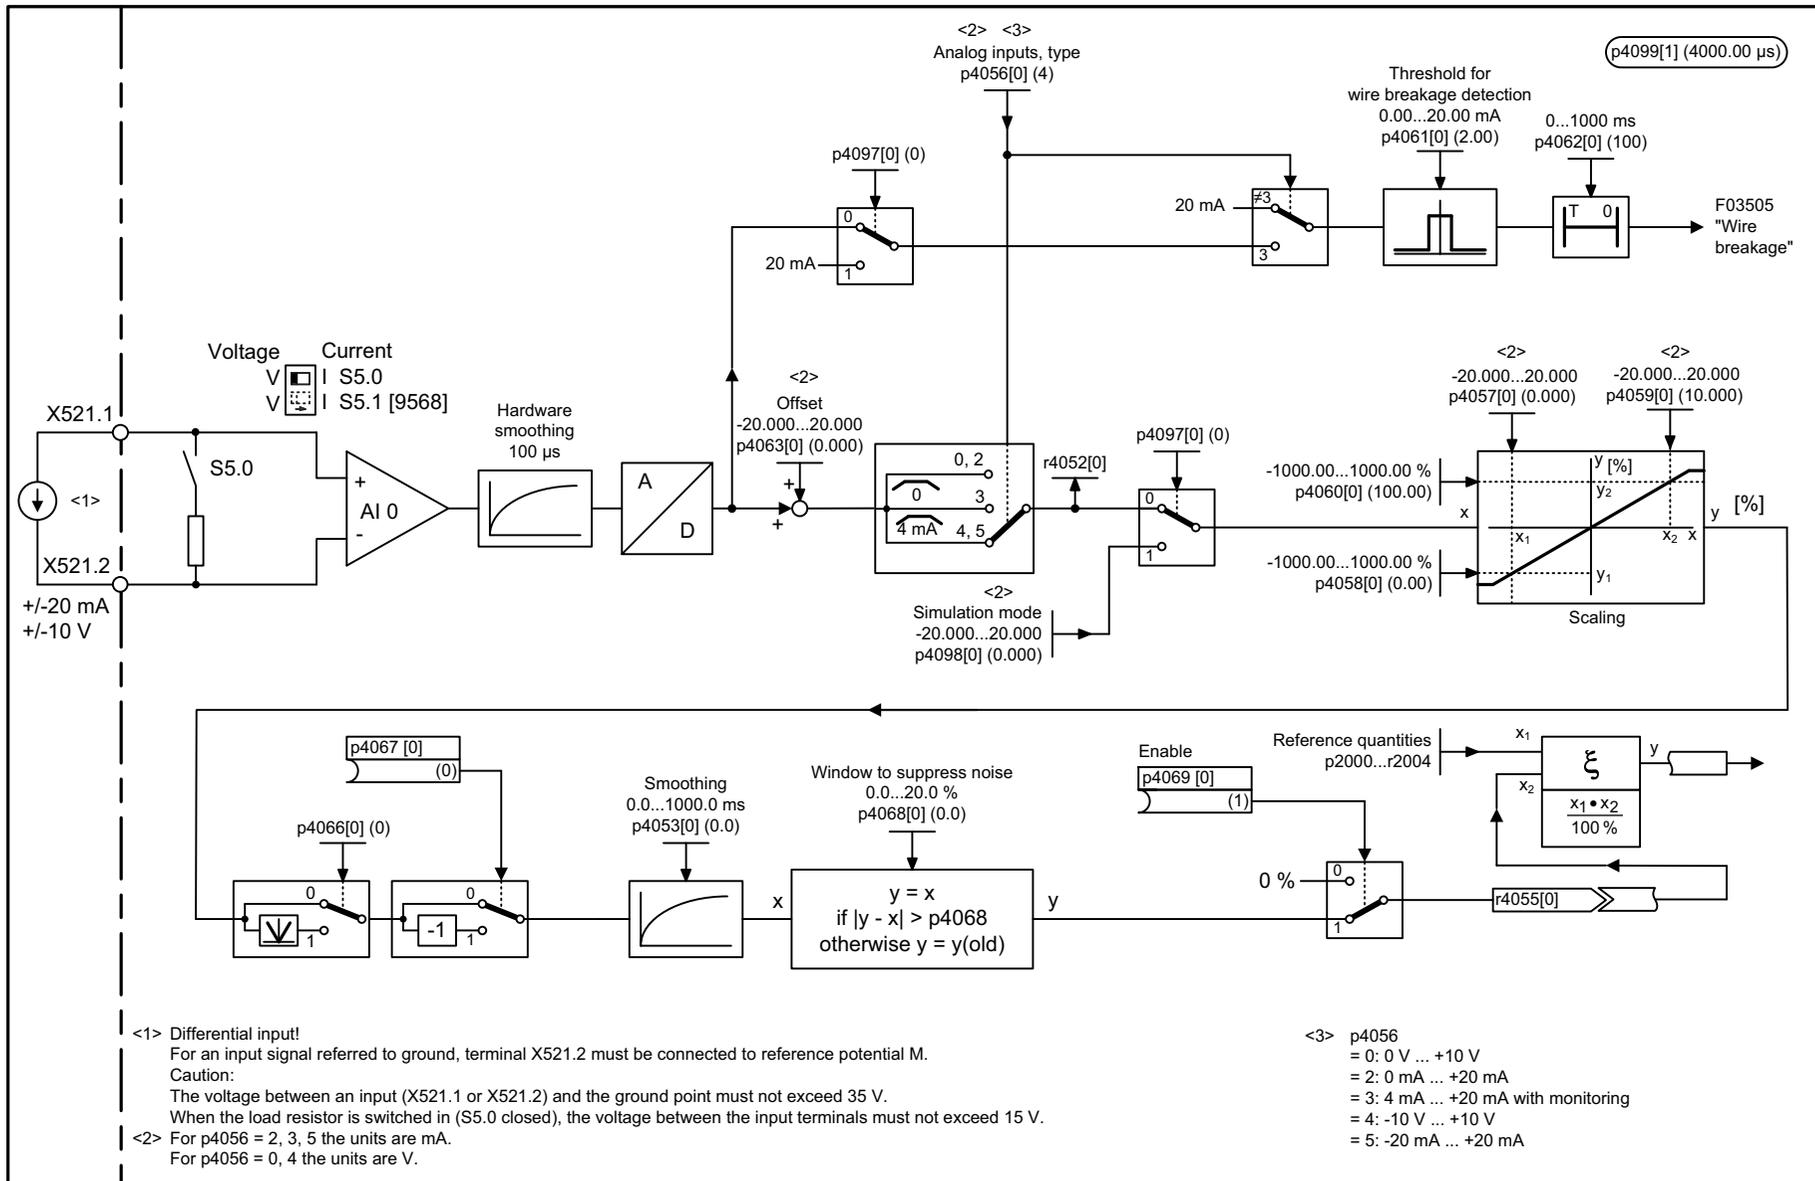 <2> <3>
Analog inputs, type
p4056[0] (4)
p4099[1] (4000.00 µs)
Threshold for
wire breakage detection
0.00...20.00 mA
p4061[0] (2.00)
0...1000 ms
p4062[0] (100)
p4097[0] (0)
0
20 mA
1
20 mA
≠3
3
T 0
F03505
"Wire
breakage"
Voltage Current
V I S5.0
V I S5.1 [9568]
X521.1
S5.0
<1>
X521.2
+/-20 mA
+/-10 V
+
AI 0
-
Hardware
smoothing
100 µs
A
D
<2>
Offset
-20.000...20.000
p4063[0] (0.000)
+
+
0, 2
0
3
4 mA
4, 5
r4052[0]
p4097[0] (0)
0
1
<2>
Simulation mode
-20.000...20.000
p4098[0] (0.000)
<2>
-20.000...20.000
p4057[0] (0.000)
<2>
-20.000...20.000
p4059[0] (10.000)
-1000.00...1000.00 %
p4060[0] (100.00)
x
-1000.00...1000.00 %
p4058[0] (0.00)
y [%]
y2
x1
x2 x
y1
y [%]
Scaling
p4067 [0]
(0)
p4066[0] (0)
0
1
0
-1
1
Smoothing
0.0...1000.0 ms
p4053[0] (0.0)
Window to suppress noise
0.0...20.0 %
p4068[0] (0.0)
x
y = x
if |y - x| > p4068
otherwise y = y(old)
y
Enable
p4069 [0]
(1)
0 %
0
1
Reference quantities
p2000...r2004
x1
x2
ξ
x1 • x2
100 %
y
r4055[0]
<1> Differential input!
For an input signal referred to ground, terminal X521.2 must be connected to reference potential M.
Caution:
The voltage between an input (X521.1 or X521.2) and the ground point must not exceed 35 V.
When the load resistor is switched in (S5.0 closed), the voltage between the input terminals must not exceed 15 V.
<2> For p4056 = 2, 3, 5 the units are mA.
For p4056 = 0, 4 the units are V.
<3> p4056
= 0: 0 V ... +10 V
= 2: 0 mA ... +20 mA
= 3: 4 mA ... +20 mA with monitoring
= 4: -10 V ... +10 V
= 5: -20 mA ... +20 mA